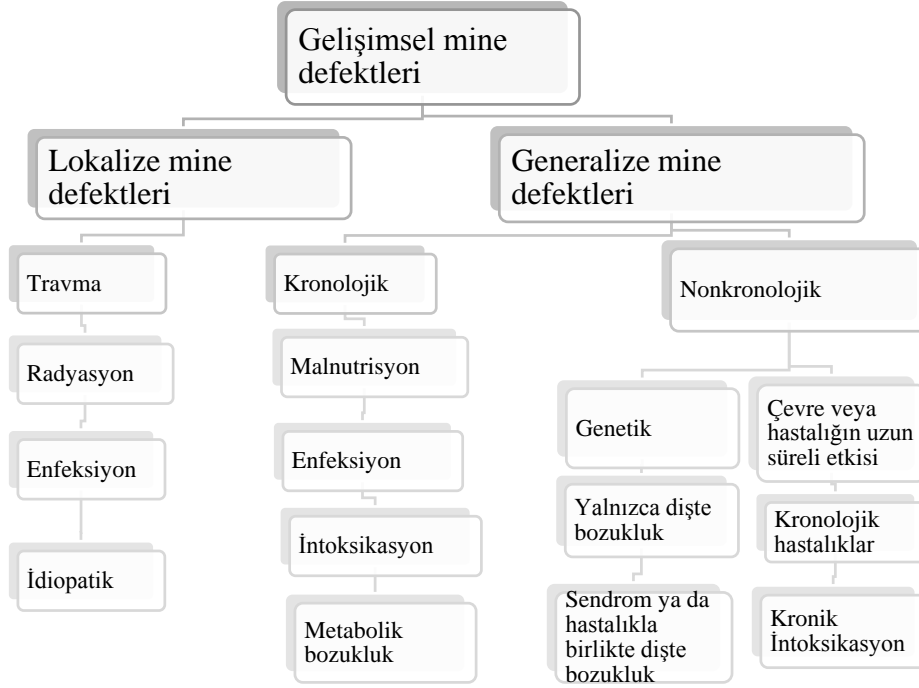 Gelişimsel mine
defektleri
Lokalize mine
defektleri
Generalize mine
defektleri
Travma
Radyasyon
Enfeksiyon
İdiopatik
Kronolojik
Malnutrisyon
Enfeksiyon
İntoksikasyon
Metabolik
bozukluk
Nonkronolojik
Genetik
Yalnızca dişte
bozukluk
Sendrom ya da
hastalıkla
birlikte dişte
bozukluk
Çevre veya
hastalığın uzun
süreli etkisi
Kronolojik
hastalıklar
Kronik
İntoksikasyon